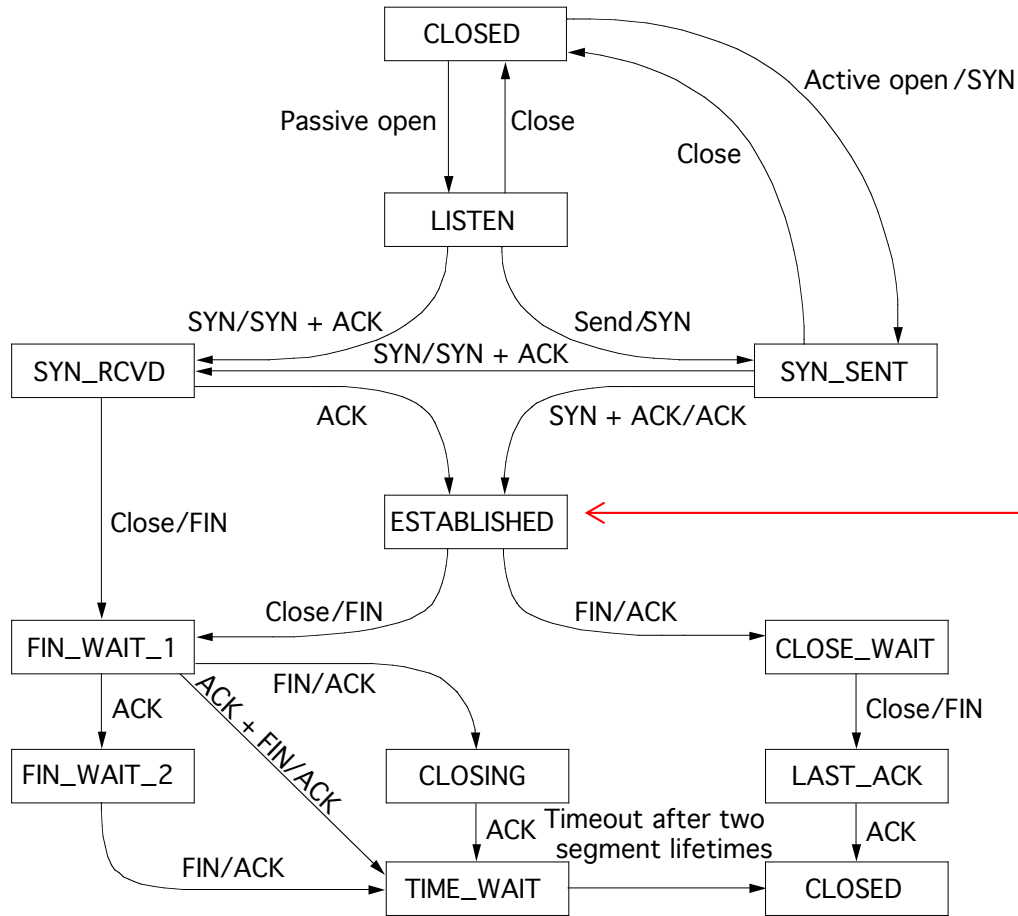 CLOSED
Active open /SYN
Passive open
Close
Close
LISTEN
SYN/SYN + ACK
Send/SYN
SYN/SYN + ACK
SYN_RCVD
SYN_SENT
ACK
SYN + ACK/ACK
ESTABLISHED
Close/FIN
Close/FIN
FIN/ACK
FIN_WAIT_1
CLOSE_WAIT
FIN/ACK
ACK
ACK + FIN/ACK
Close/FIN
FIN_WAIT_2
CLOSING
LAST_ACK
ACK
Timeout after two
segment lifetimes
ACK
FIN/ACK
TIME_WAIT
CLOSED